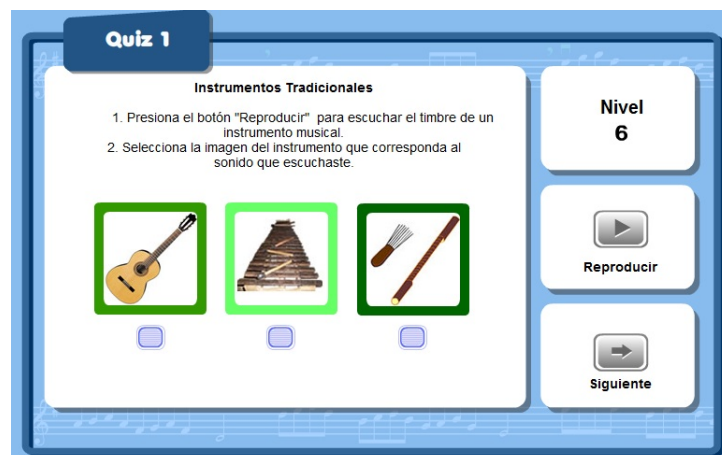 Quiz 1
Instrumentos Tradicionales
1. Presiona el botón "Reproducir" para escuchar el timbre de un
instrumento musical.
2. Selecciona la imagen del instrumento que corresponda al
sonido que escuchaste.
Nivel
6
Reproducir
Siguiente